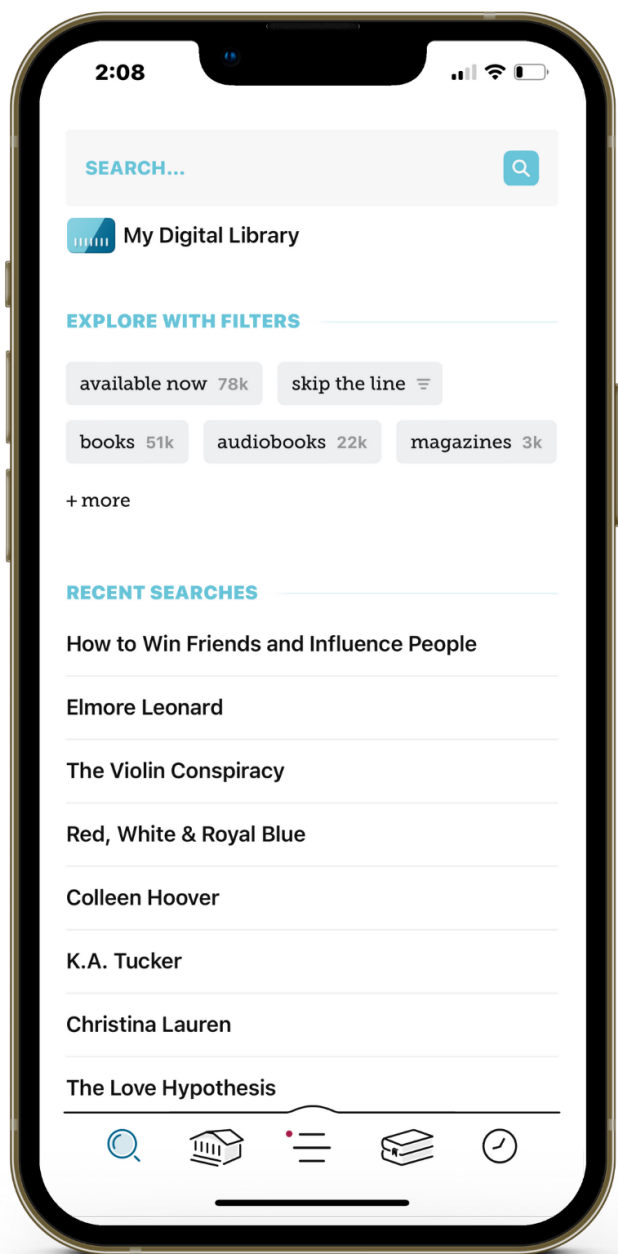 2:08
SEARCH...
My Digital Library
EXPLORE WITH FILTERS
available now 78k skip the line
books 51k audiobooks 22k magazines 3k
+ more
RECENT SEARCHES
How to Win Friends and Influence People
Elmore Leonard
The Violin Conspiracy
Red, White & Royal Blue
Colleen Hoover
K.A. Tucker
Christina Lauren
The Love Hypothesis